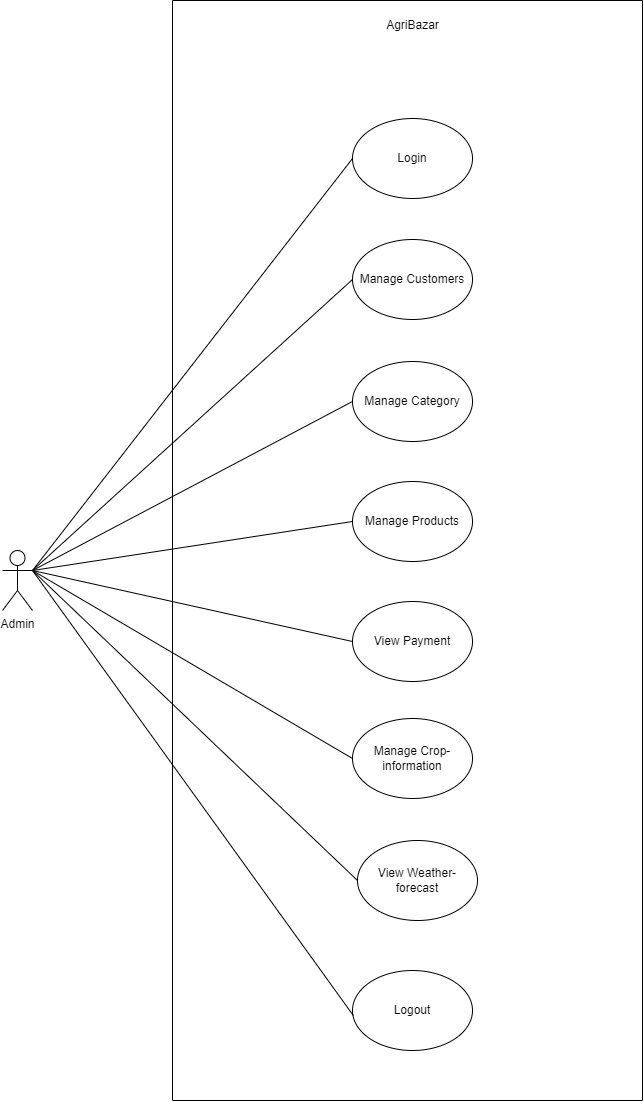 AgriBazar
Login
Manage Customers
Manage Category
Manage Products
Admin
View Payment
Manage Crop-
information
View Weather-
forecast
Logout